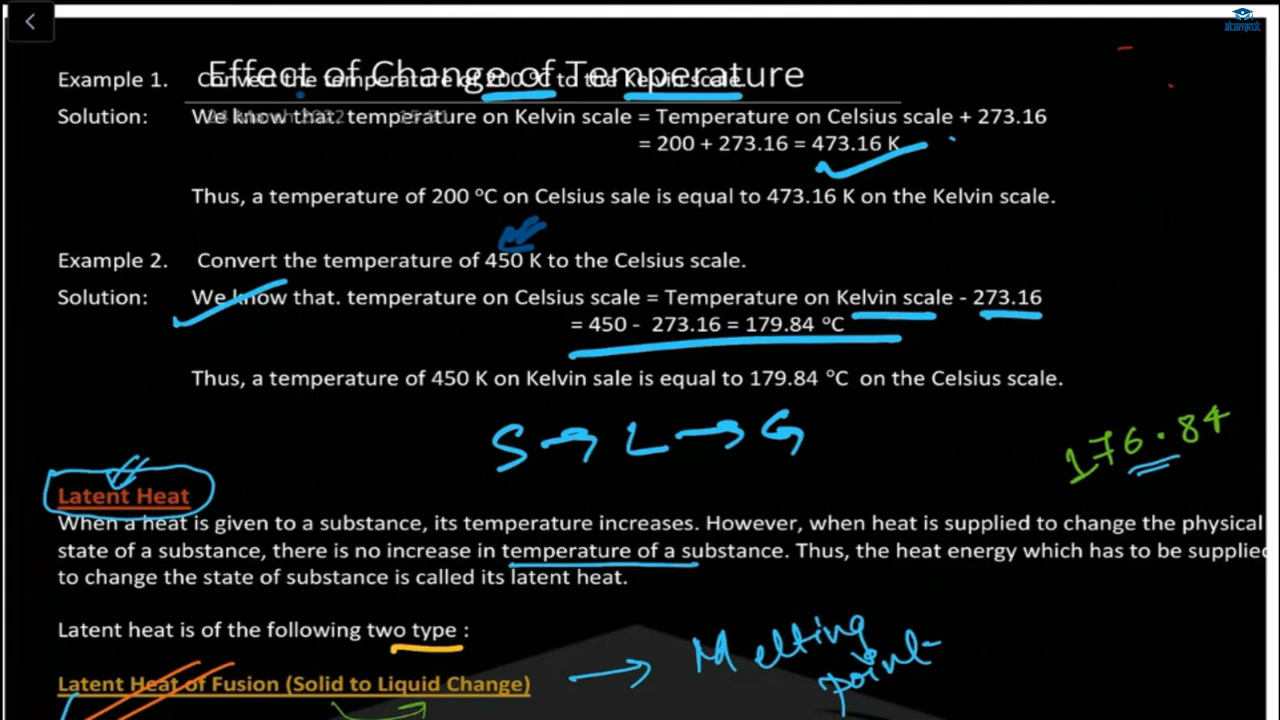 atamkul
Effect of Change of Temperature
Example 1. Convert the temperature of 200 °C to the Kelvin scale.
24 March 2022 15:51
Solution: We know that. temperature on Kelvin scale = Temperature on Celsius scale + 273.16
= 200 + 273.16 = 473.16 K
Thus, a temperature of 200 °C on Celsius sale is equal to 473.16 K on the Kelvin scale.
Example 2. Convert the temperature of 450 K to the Celsius scale.
Solution: We know that. temperature on Celsius scale = Temperature on Kelvin scale - 273.16
= 450 - 273.16 = 179.84 °C
Thus, a temperature of 450 K on Kelvin sale is equal to 179.84 °C on the Celsius scale.
S → L → G
176.84
Latent Heat
When a heat is given to a substance, its temperature increases. However, when heat is supplied to change the physical
state of a substance, there is no increase in temperature of a substance. Thus, the heat energy which has to be supplied
to change the state of substance is called its latent heat.
Latent heat is of the following two type :
Latent Heat of Fusion (Solid to Liquid Change) → Melting
point